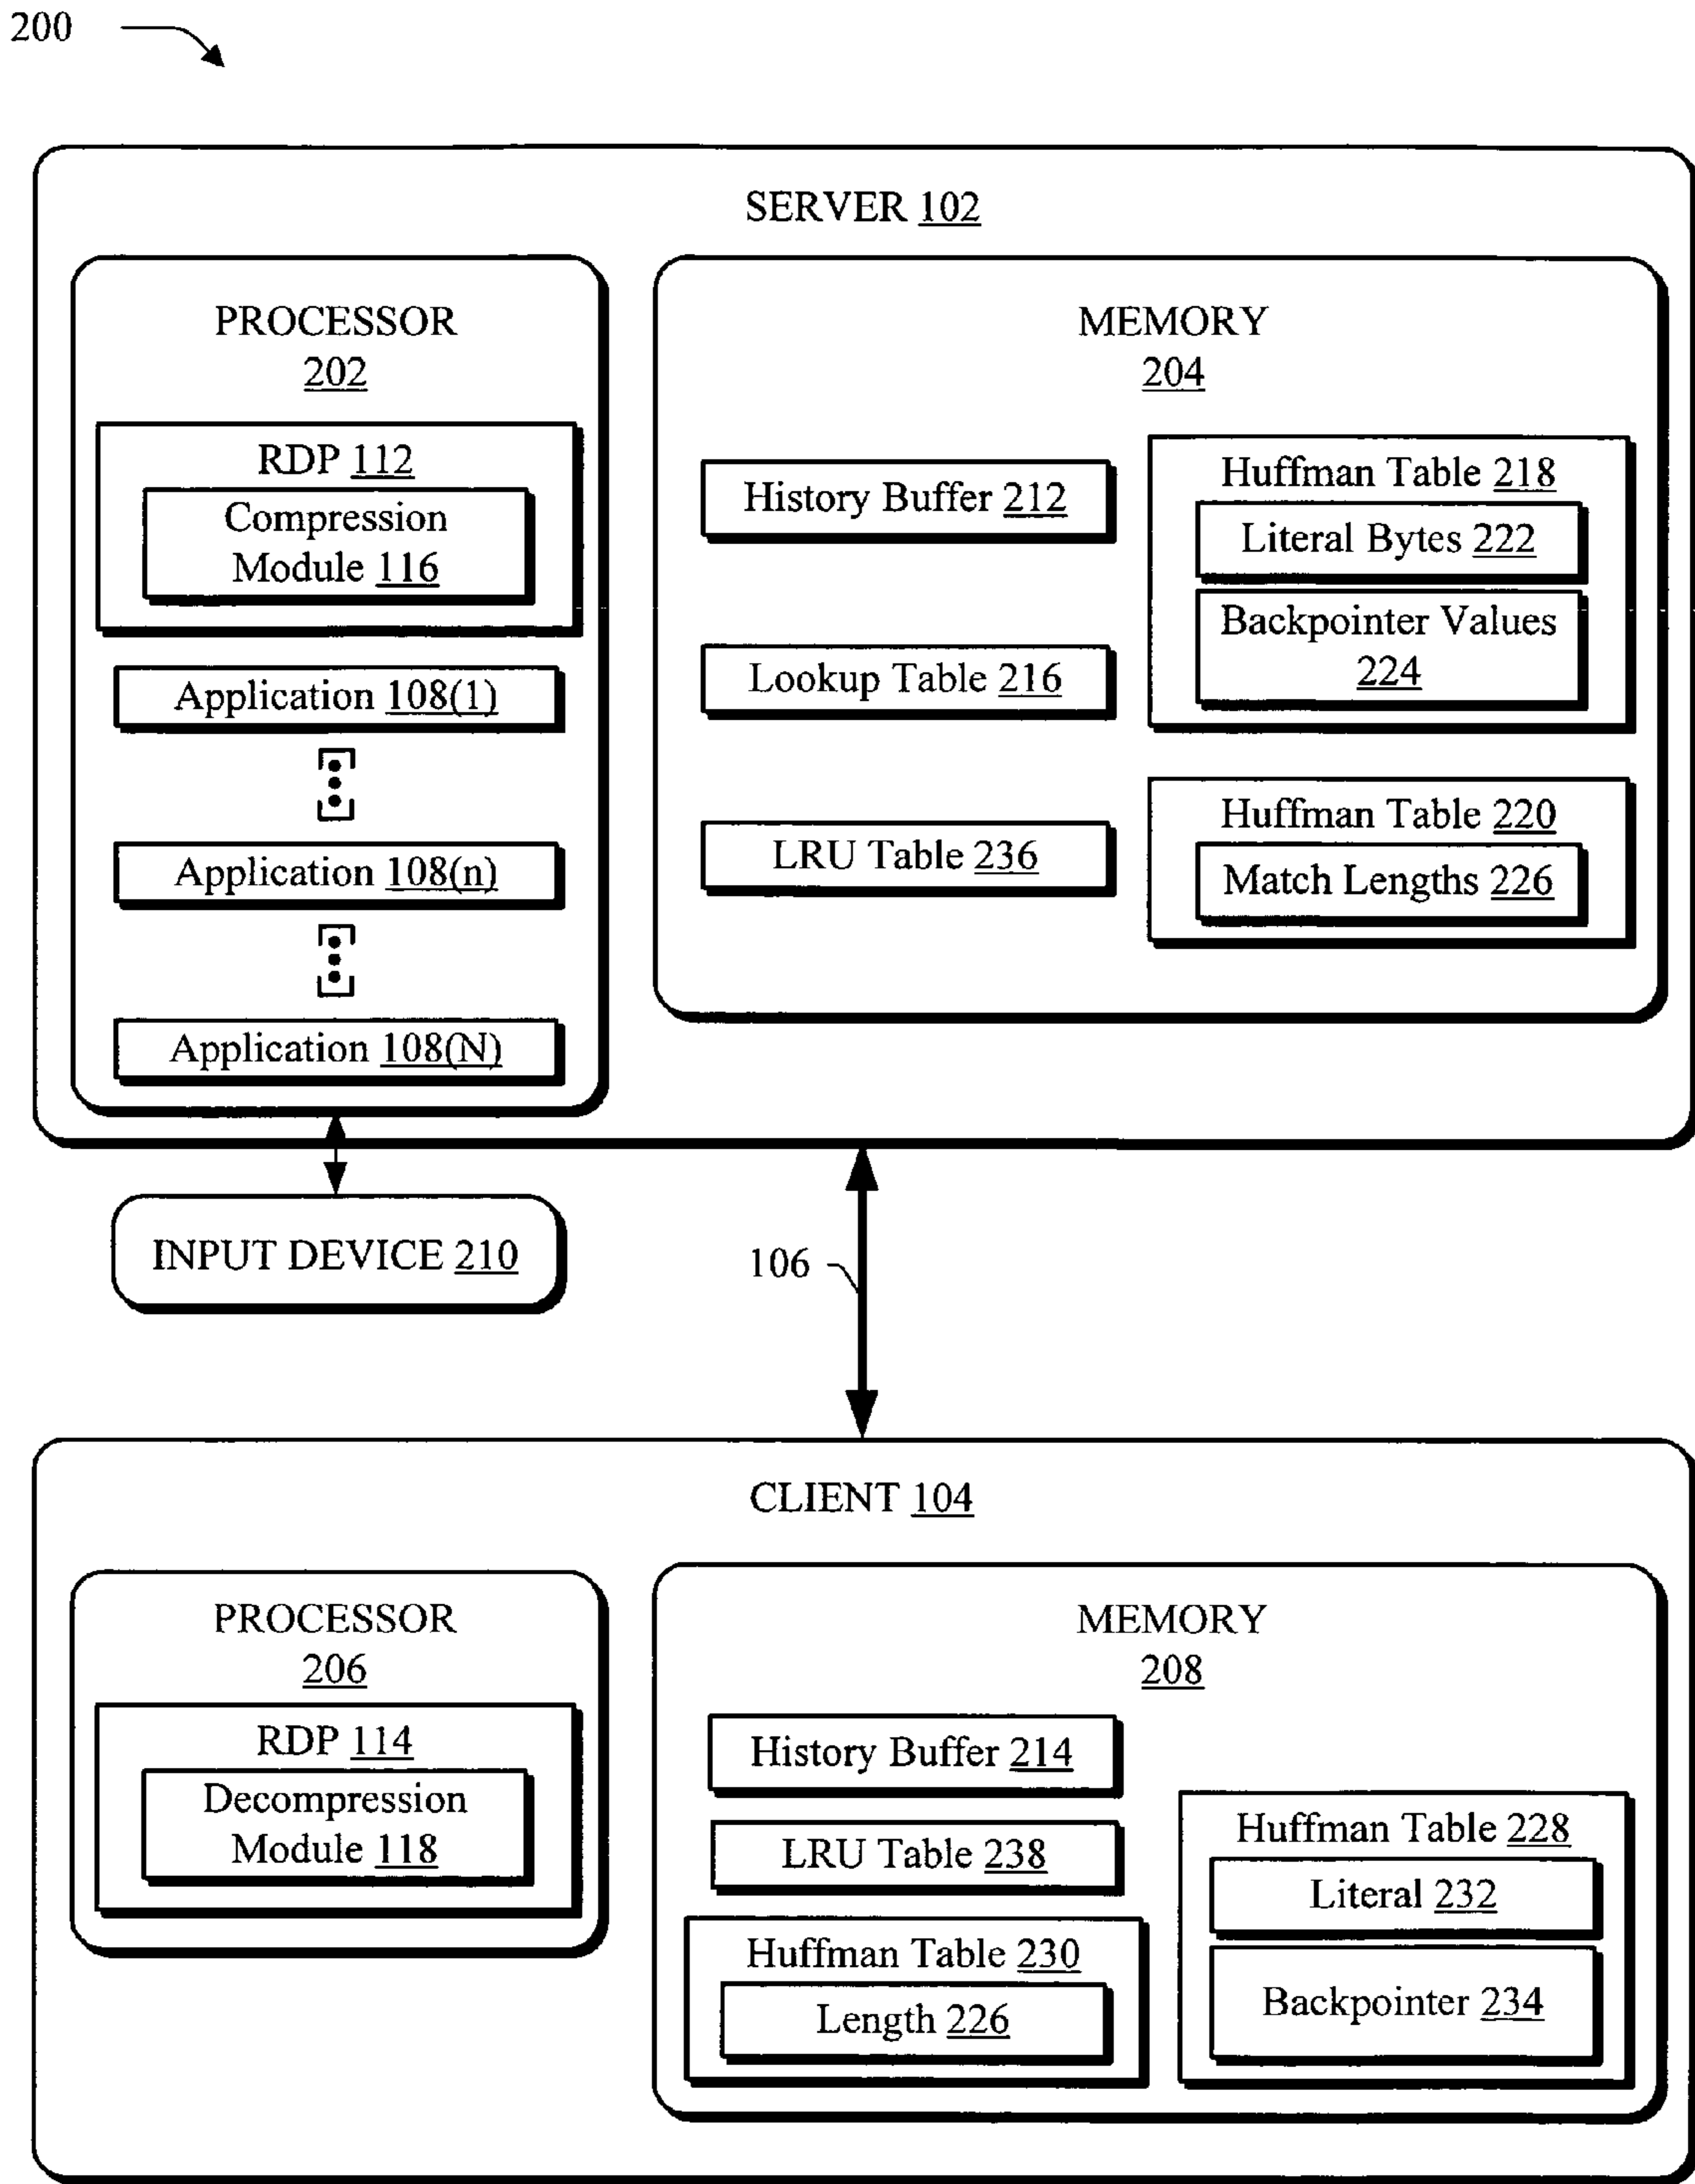 200
SERVER 102
PROCESSOR
202
RDP 112
Compression
Module 116
Application 108(1)
Application 108(n)
Application 108(N)
MEMORY
204
History Buffer 212
Lookup Table 216
LRU Table 236
Huffman Table 218
Literal Bytes 222
Backpointer Values
224
Huffman Table 220
Match Lengths 226
INPUT DEVICE 210
106
CLIENT 104
PROCESSOR
206
RDP 114
Decompression
Module 118
MEMORY
208
History Buffer 214
LRU Table 238
Huffman Table 230
Length 226
Huffman Table 228
Literal 232
Backpointer 234